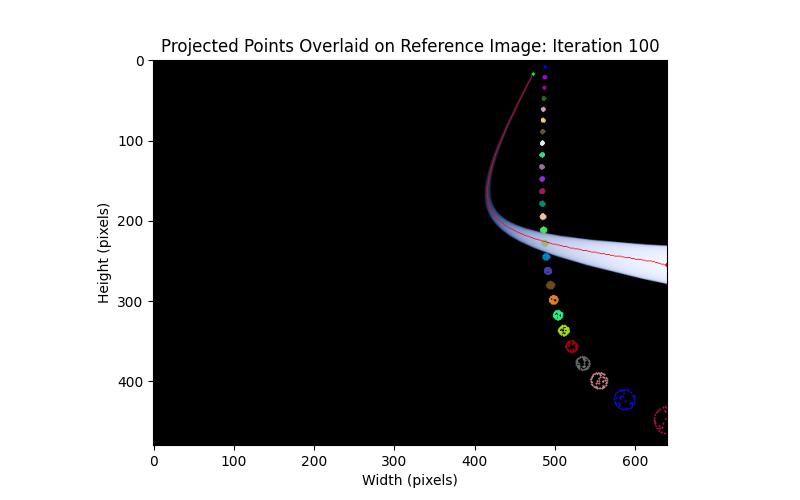 Projected Points Overlaid on Reference Image: Iteration 100
0
100
200
300
400
Height (pixels)
0 100 200 300 400 500 600
Width (pixels)